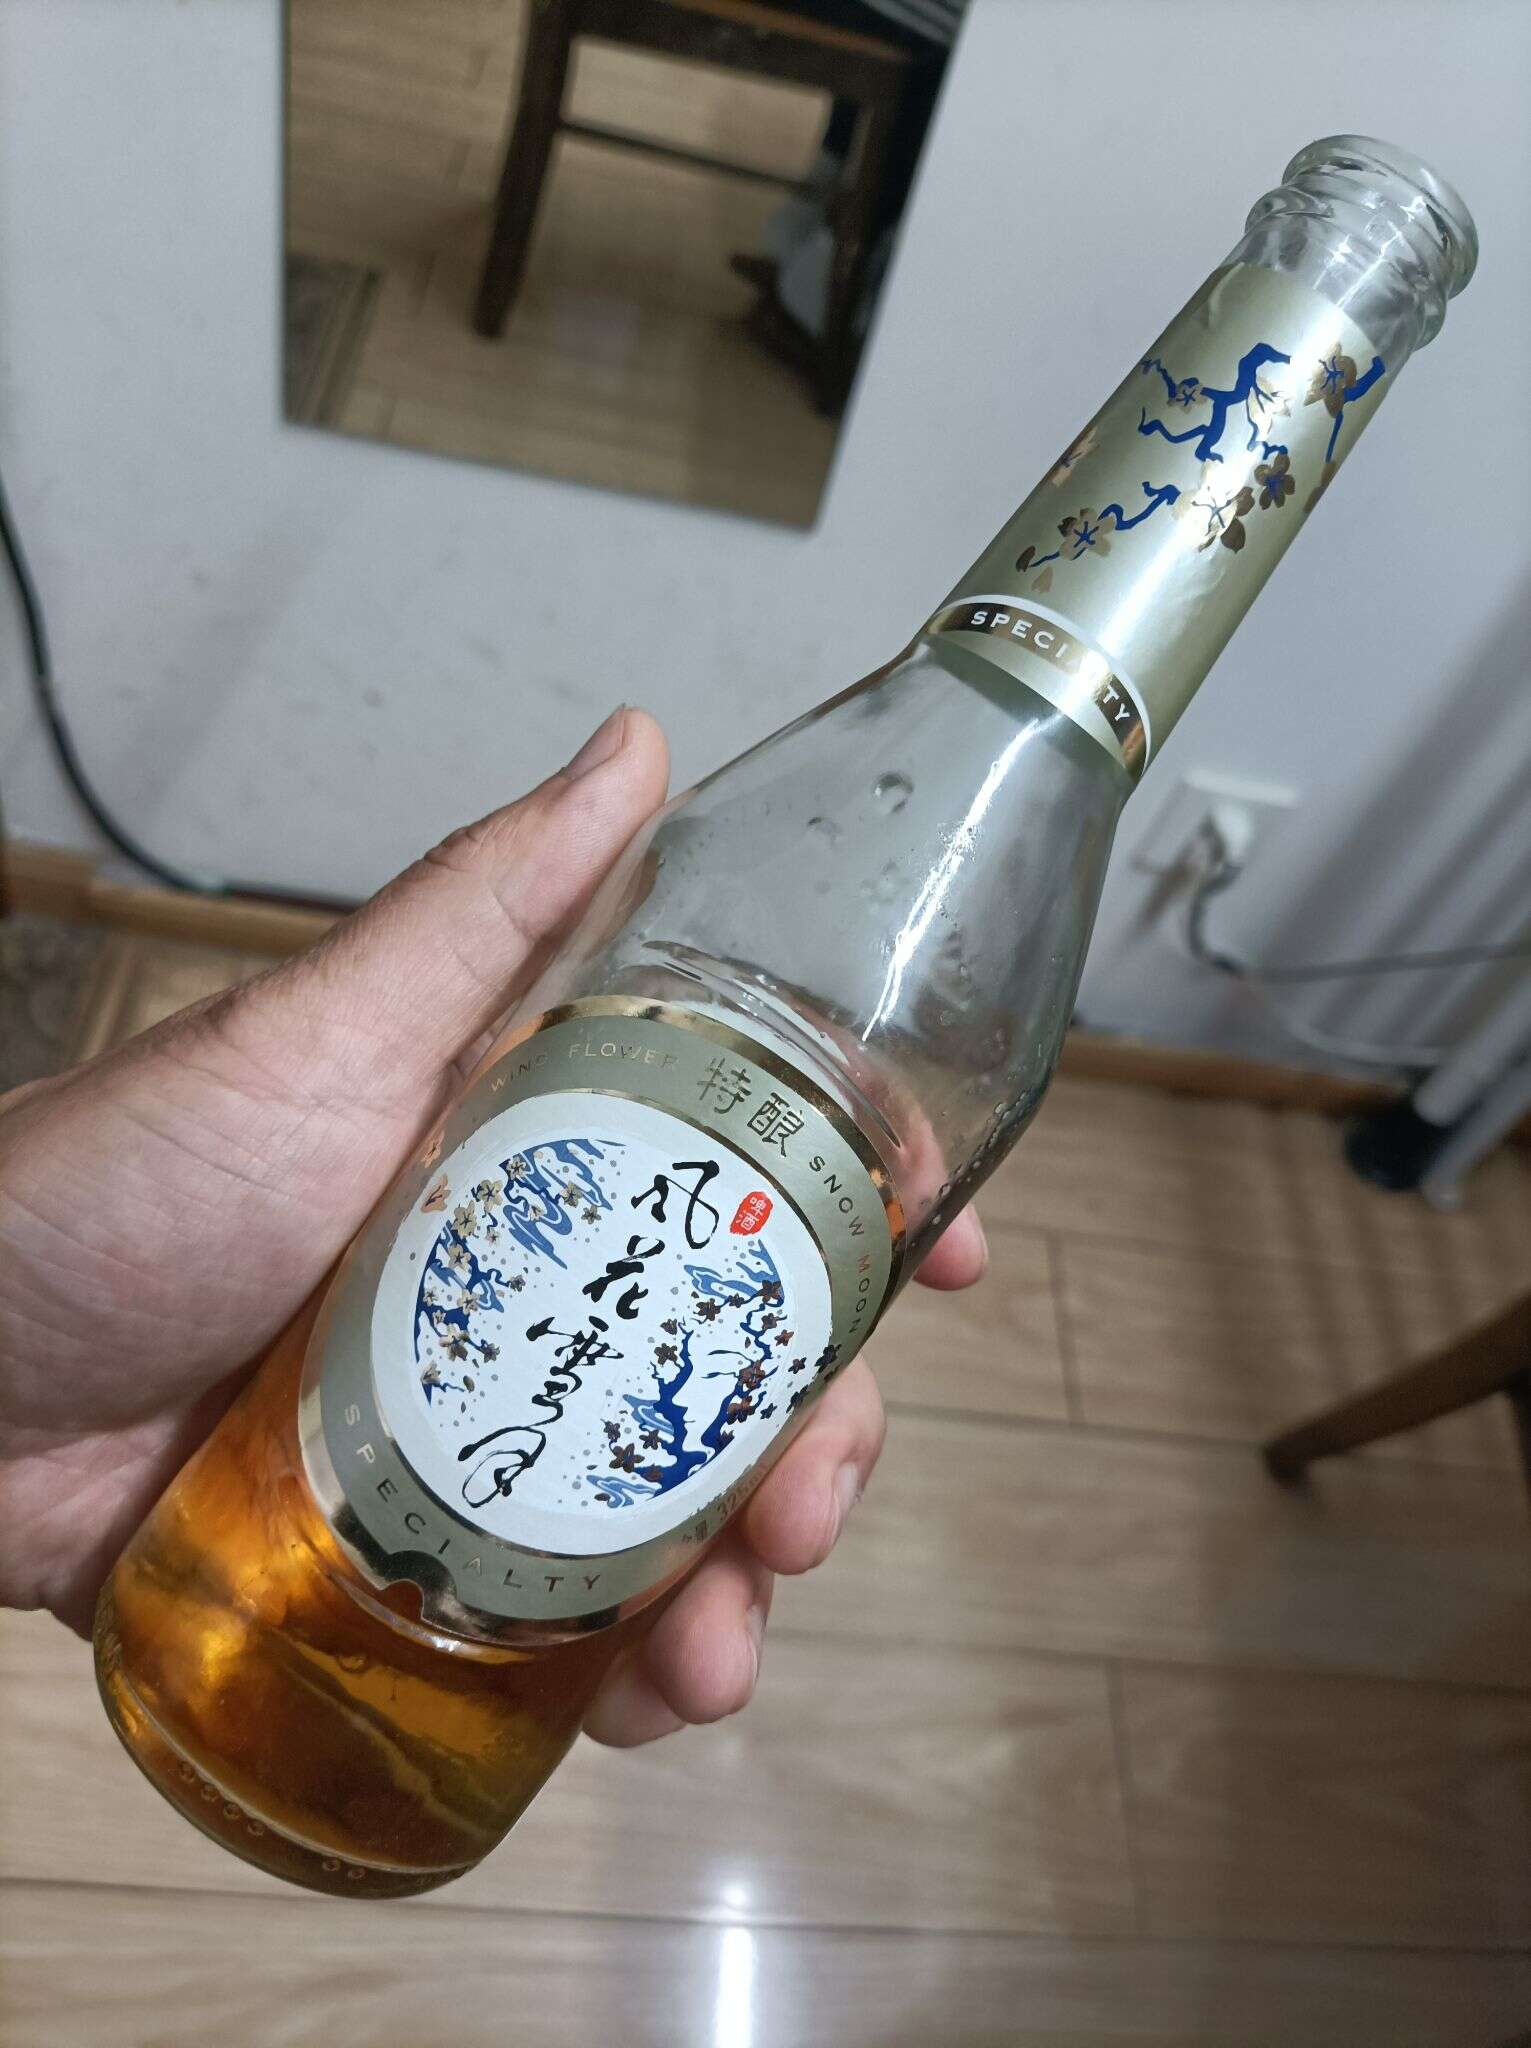 SPECIALTY
WIND FLOWER 特酿 SNOW MOON
啤酒
风花雪月
SPECIALTY